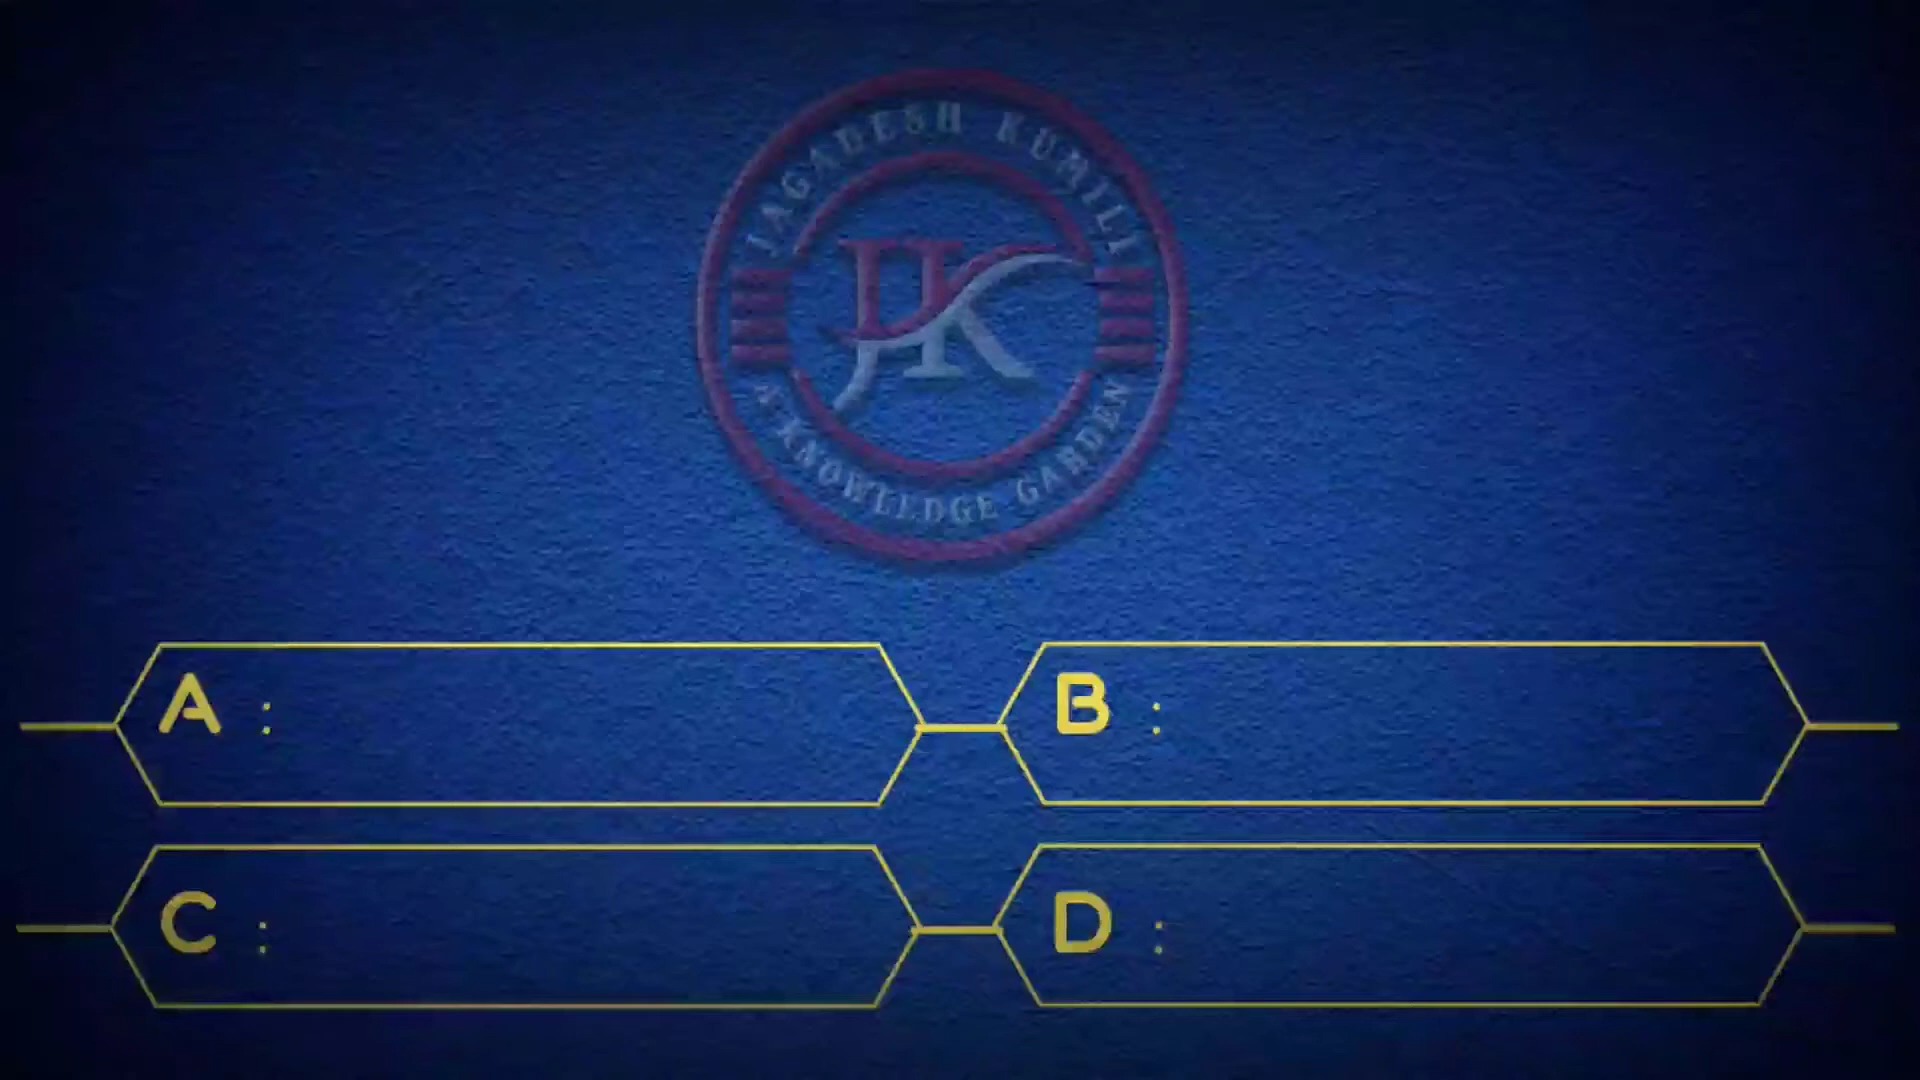 JAGADESH KUMILI
JK
A KNOWLEDGE GARDEN
A :
B :
C :
D :